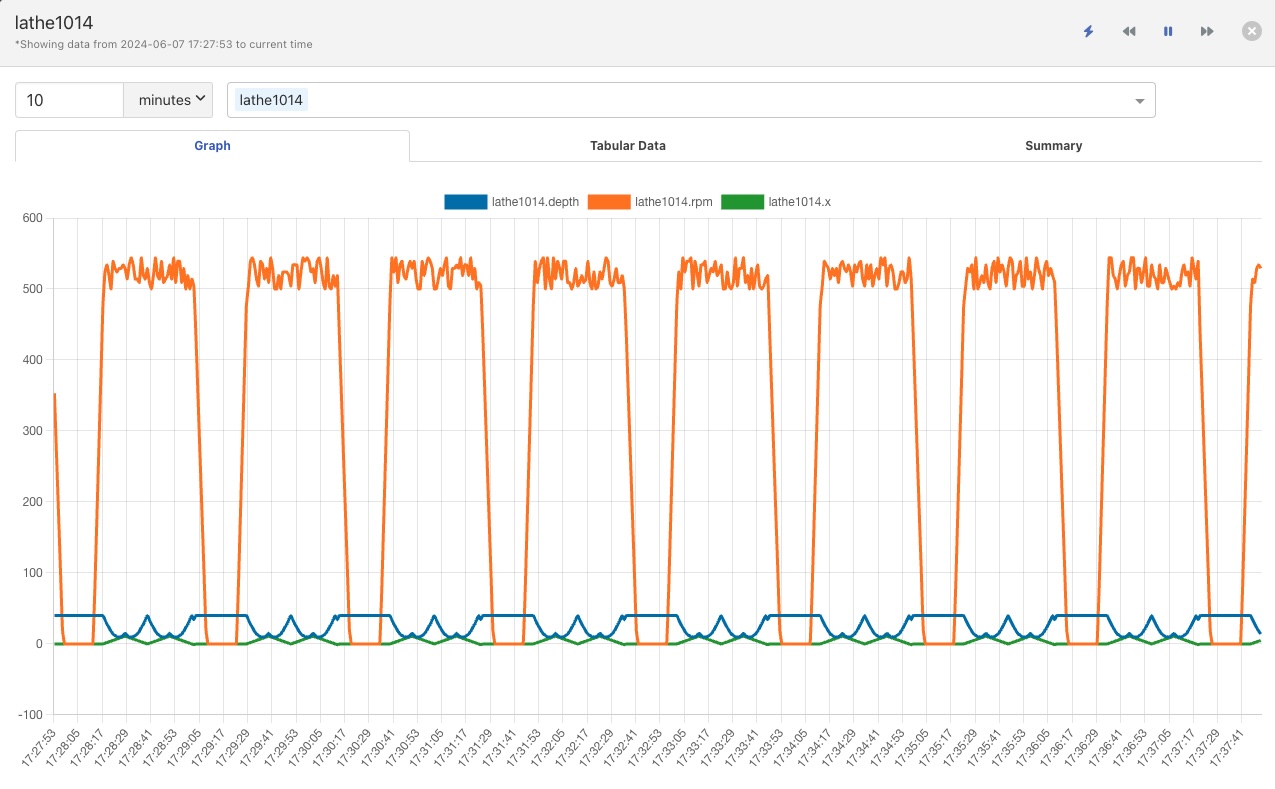 lathe1014
*Showing data from 2024-06-07 17:27:53 to current time
10 minutes lathe1014
Graph Tabular Data Summary
lathe1014.depth lathe1014.rpm lathe1014.x
600
500
400
300
200
100
0
-100
17:27:53 17:28:05 17:28:17 17:28:29 17:28:41 17:28:53 17:29:05 17:29:17 17:29:29 17:29:41 17:29:53 17:30:05 17:30:17 17:30:29 17:30:41 17:30:53 17:31:05 17:31:17 17:31:29 17:31:41 17:31:53 17:32:05 17:32:17 17:32:29 17:32:41 17:32:53 17:33:05 17:33:17 17:33:29 17:33:41 17:33:53 17:34:05 17:34:17 17:34:29 17:34:41 17:34:53 17:35:05 17:35:17 17:35:29 17:35:41 17:35:53 17:36:05 17:36:17 17:36:29 17:36:41 17:36:53 17:37:05 17:37:17 17:37:29 17:37:41